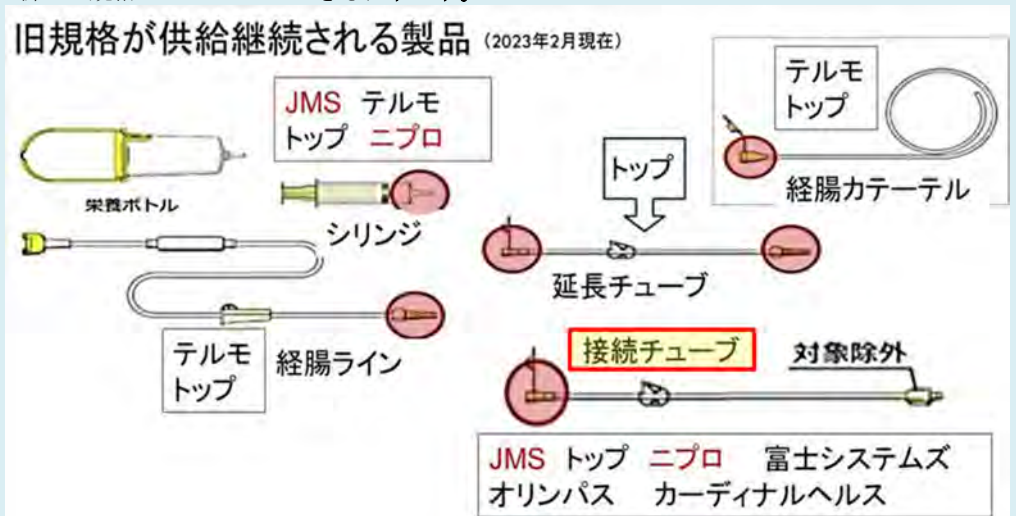 旧規格が供給継続される製品 (2023年2月現在)
JMS テルモ
トップ ニプロ
テルモ
トップ
経腸カテーテル
栄養ボトル
シリンジ
トップ
延長チューブ
テルモ
トップ
経腸ライン
接続チューブ
対象除外
JMS トップ ニプロ 富士システムズ
オリンパス カーディナルヘルス